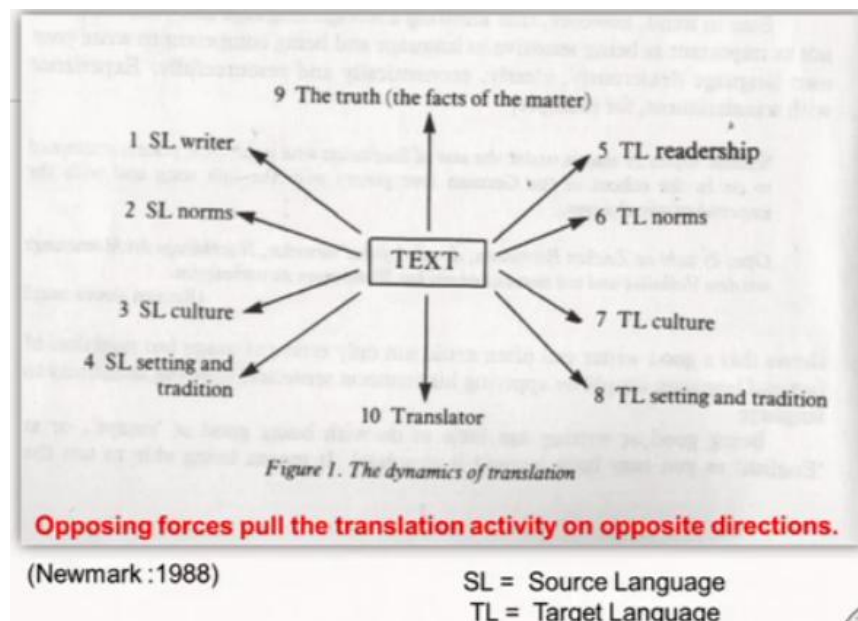 9 The truth (the facts of the matter)
1 SL writer
5 TL readership
2 SL norms
6 TL norms
TEXT
3 SL culture
7 TL culture
4 SL setting and
tradition
8 TL setting and tradition
10 Translator
Figure 1. The dynamics of translation
Opposing forces pull the translation activity on opposite directions.
(Newmark :1988)
SL = Source Language
TL = Target Language